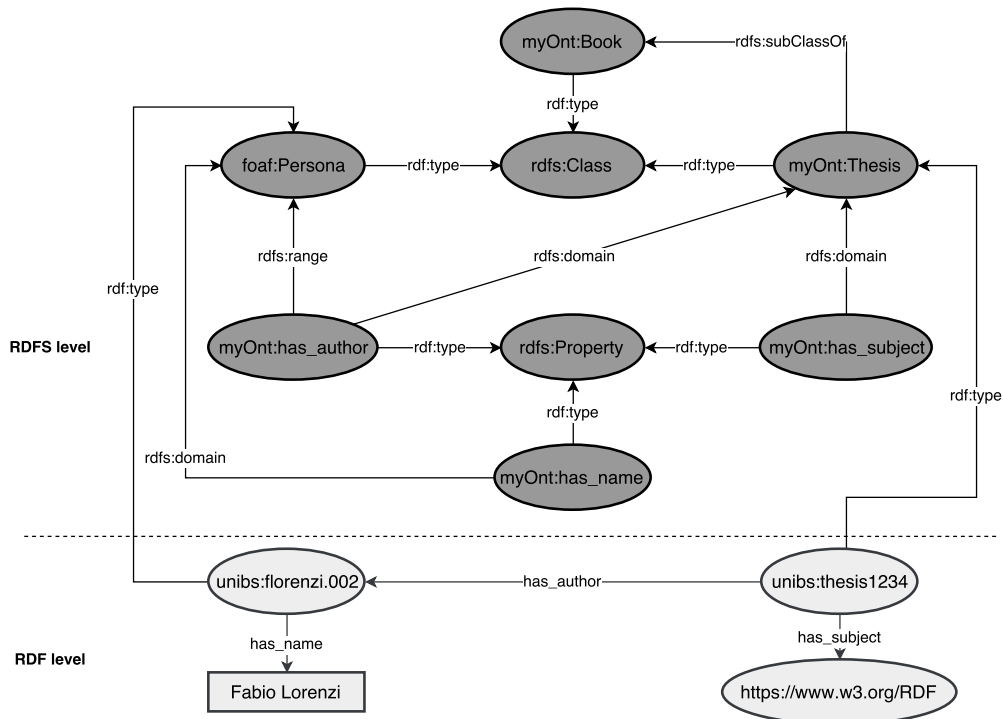 myOnt:Book
rdfs:subClassOf
rdf:type
foaf:Persona
rdf:type
rdfs:Class
rdf:type
myOnt:Thesis
rdfs:range
rdfs:domain
rdfs:domain
rdf:type
RDFS level
myOnt:has_author
rdf:type
rdfs:Property
rdf:type
myOnt:has_subject
rdf:type
rdf:type
rdfs:domain
myOnt:has_name
unibs:florenzi.002
has_author
unibs:thesis1234
has_name
has_subject
RDF level
Fabio Lorenzi
https://www.w3.org/RDF